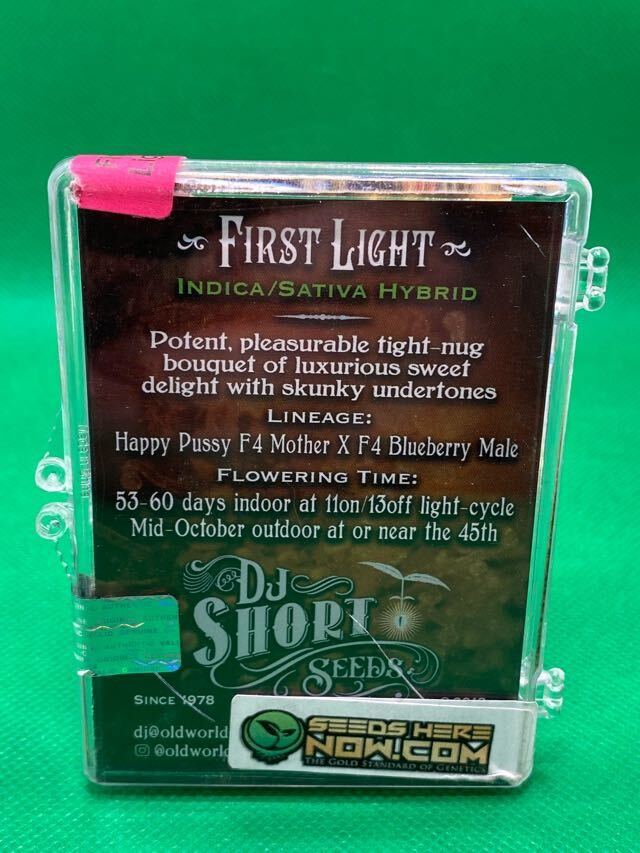 First Light
Indica/Sativa Hybrid
Potent, pleasurable tight-nug
bouquet of luxurious sweet
delight with skunky undertones
Lineage:
Happy Pussy F4 Mother X F4 Blueberry Male
Flowering Time:
53-60 days indoor at 11on/13off light-cycle
Mid-October outdoor at or near the 45th
DJ
Short
Seeds
Since 1978
dj@oldworld
@oldworld
SEEDS HERE
NOW!COM
The Gold Standard of Genetics